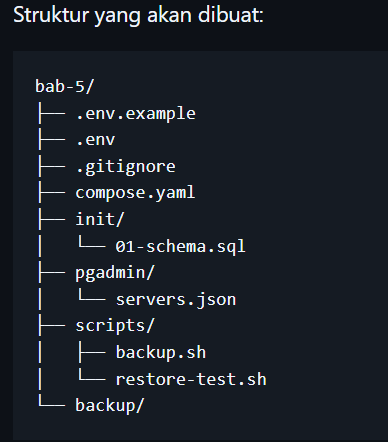 Struktur yang akan dibuat:
bab-5/
├── .env.example
├── .env
├── .gitignore
├── compose.yaml
├── init/
│   └── 01-schema.sql
├── pgadmin/
│   └── servers.json
├── scripts/
│   ├── backup.sh
│   └── restore-test.sh
└── backup/